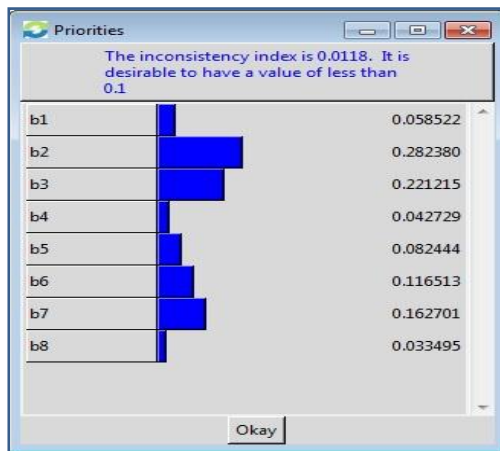 Priorities
The inconsistency index is 0.0118. It is
desirable to have a value of less than
0.1
b1 0.058522
b2 0.282380
b3 0.221215
b4 0.042729
b5 0.082444
b6 0.116513
b7 0.162701
b8 0.033495
Okay